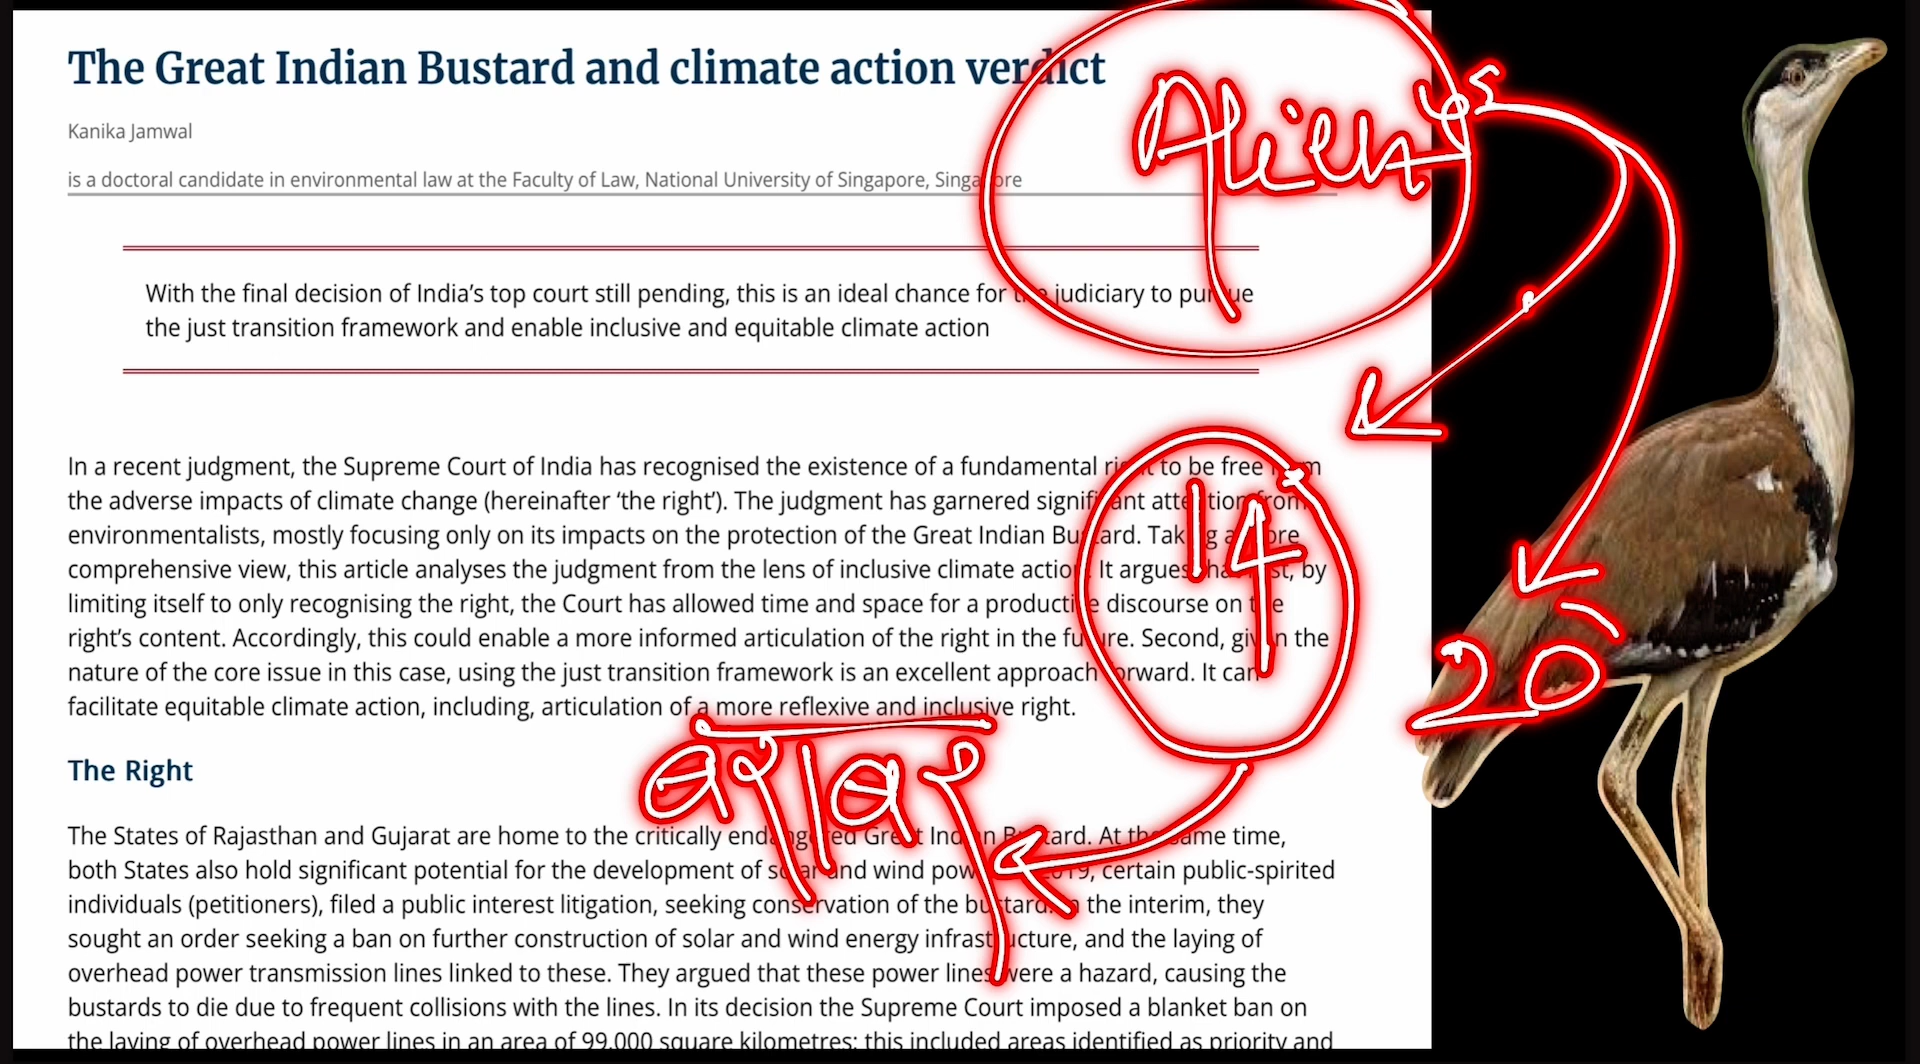 The Great Indian Bustard and climate action verdict
Kanika Jamwal
is a doctoral candidate in environmental law at the Faculty of Law, National University of Singapore, Singapore
With the final decision of India's top court still pending, this is an ideal chance for the judiciary to pursue
the just transition framework and enable inclusive and equitable climate action
In a recent judgment, the Supreme Court of India has recognised the existence of a fundamental right to be free from
the adverse impacts of climate change (hereinafter ‘the right’). The judgment has garnered significant attention from
environmentalists, mostly focusing only on its impacts on the protection of the Great Indian Bustard. Taking a more
comprehensive view, this article analyses the judgment from the lens of inclusive climate action. It argues that first, by
limiting itself to only recognising the right, the Court has allowed time and space for a productive discourse on the
right’s content. Accordingly, this could enable a more informed articulation of the right in the future. Second, given the
nature of the core issue in this case, using the just transition framework is an excellent approach forward. It can
facilitate equitable climate action, including, articulation of a more reflexive and inclusive right.
The Right
The States of Rajasthan and Gujarat are home to the critically endangered Great Indian Bustard. At the same time,
both States also hold significant potential for the development of solar and wind power. 2019, certain public-spirited
individuals (petitioners), filed a public interest litigation, seeking conservation of the bustard. In the interim, they
sought an order seeking a ban on further construction of solar and wind energy infrastructure, and the laying of
overhead power transmission lines linked to these. They argued that these power lines were a hazard, causing the
bustards to die due to frequent collisions with the lines. In its decision the Supreme Court imposed a blanket ban on
the laying of overhead power lines in an area of 99,000 square kilometres; this included areas identified as priority and
Alien
14
20
बराबर